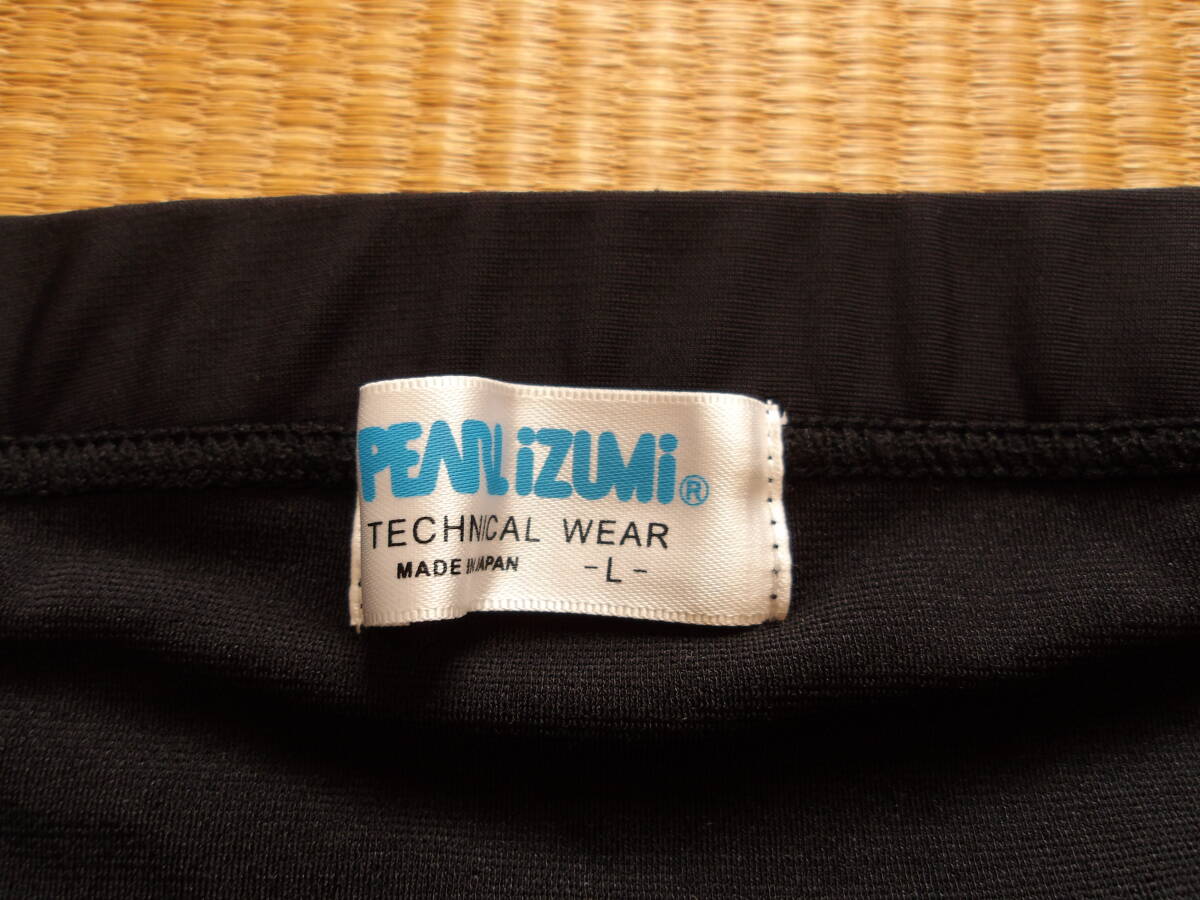 PEARL iZUMi®
TECHNICAL WEAR
MADE IN JAPAN -L-